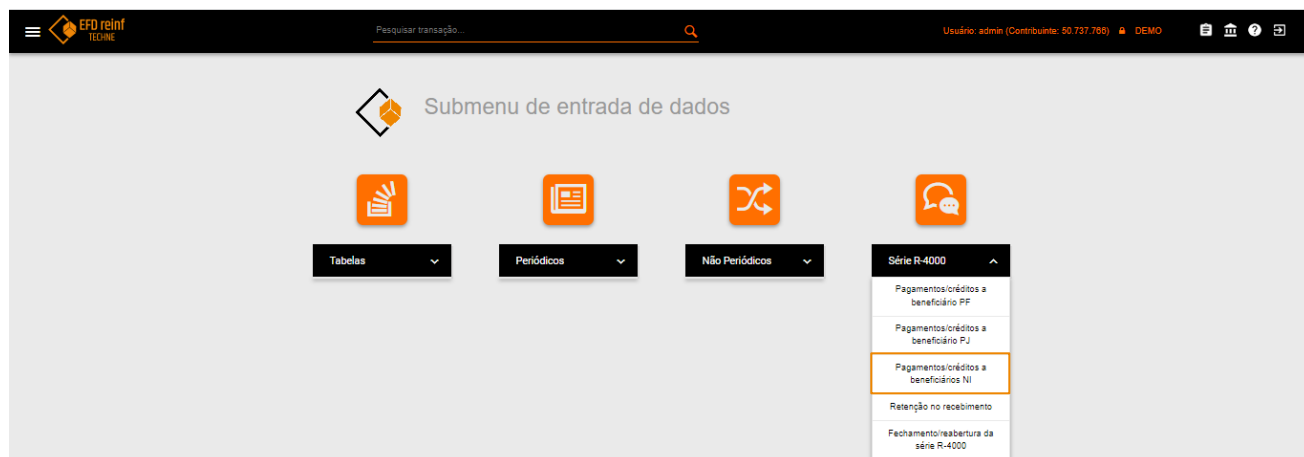 EFD reinf
TECHNE
Pesquisar transação...
Usuário: admin (Contribuinte: 50.737.766)
DEMO
Submenu de entrada de dados
Tabelas
Periódicos
Não Periódicos
Série R-4000
Pagamentos/créditos a
beneficiário PF
Pagamentos/créditos a
beneficiário PJ
Pagamentos/créditos a
beneficiários NI
Retenção no recebimento
Fechamento/reabertura da
série R-4000